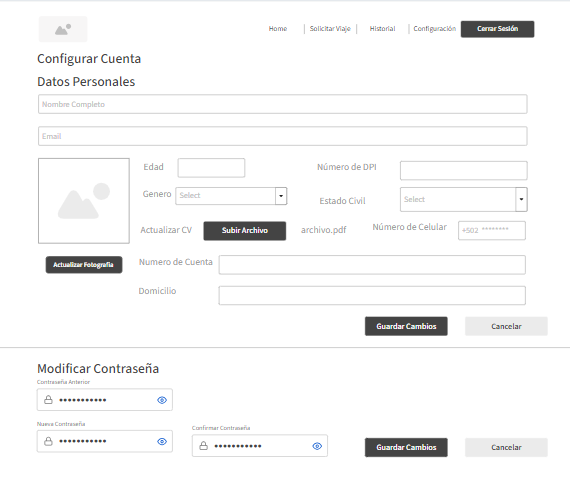 Home | Solicitar Viaje | Historial | Configuración Cerrar Sesión
Configurar Cuenta
Datos Personales
Nombre Completo
Email
Edad
Número de DPI
Genero Select
Estado Civil Select
Actualizar CV Subir Archivo archivo.pdf
Número de Celular +502 ********
Actualizar Fotografía
Numero de Cuenta
Domicilio
Guardar Cambios Cancelar
Modificar Contraseña
Contraseña Anterior
•••••••••••
Nueva Contraseña Confirmar Contraseña
••••••••••• •••••••••••
Guardar Cambios Cancelar